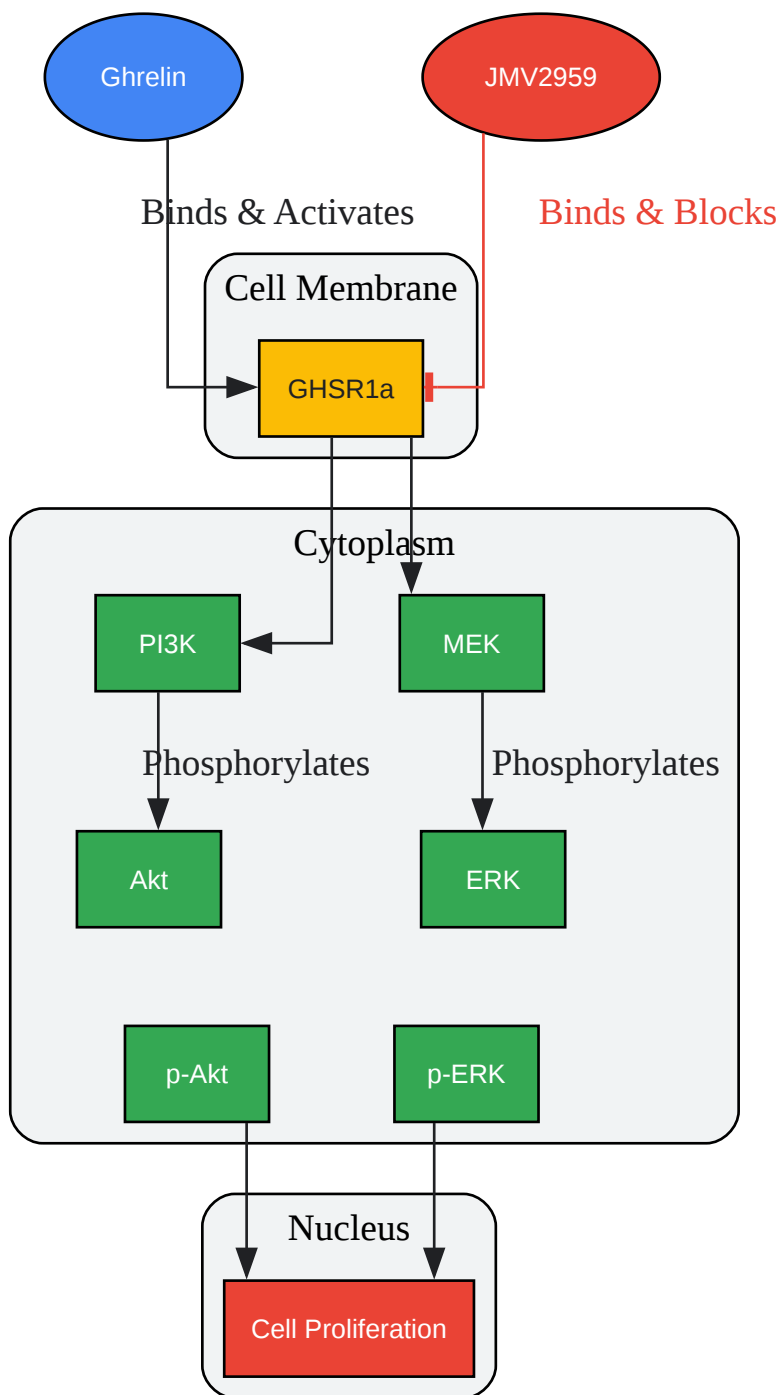 Ghrelin
JMV2959
Binds & Activates
Binds & Blocks
Cell Membrane
GHSR1a
Cytoplasm
PI3K
MEK
Phosphorylates
Phosphorylates
Akt
ERK
p-Akt
p-ERK
Nucleus
Cell Proliferation